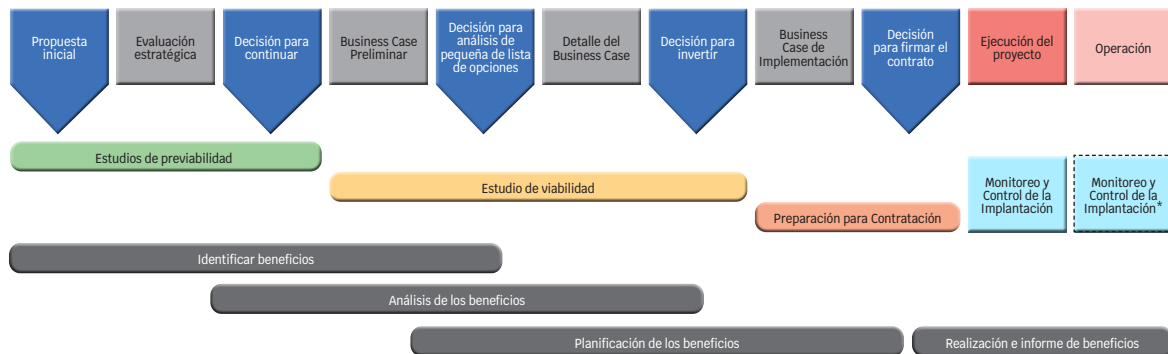 Propuesta
inicial
Evaluación
estratégica
Decisión para
continuar
Business Case
Preliminar
Decisión para
análisis de
pequeña de lista
de opciones
Detalle del
Business Case
Decisión para
invertir
Business
Case de
Implementación
Decisión
para firmar el
contrato
Ejecución del
proyecto
Operación
Estudios de previabilidad
Estudio de viabilidad
Preparación para Contratación
Monitoreo y
Control de la
Implantación
Monitoreo y
Control de la
Implantación*
Identificar beneficios
Análisis de los beneficios
Planificación de los beneficios
Realización e informe de beneficios